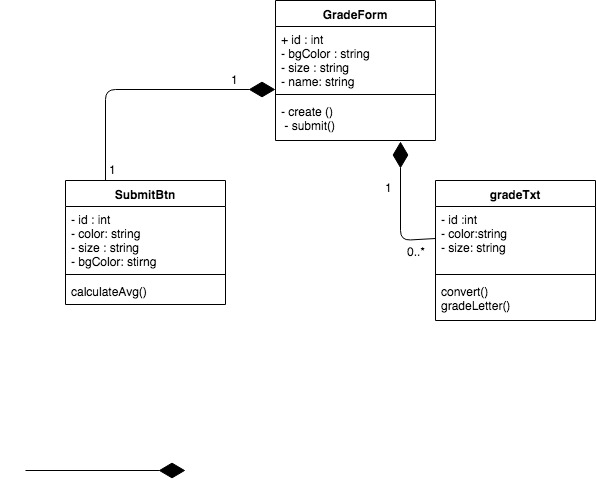 GradeForm
+ id : int
- bgColor : string
- size : string
- name: string
- create ()
- submit()
1
1
SubmitBtn
- id : int
- color: string
- size : string
- bgColor: stirng
calculateAvg()
1
0..*
gradeTxt
- id :int
- color:string
- size: string
convert()
gradeLetter()